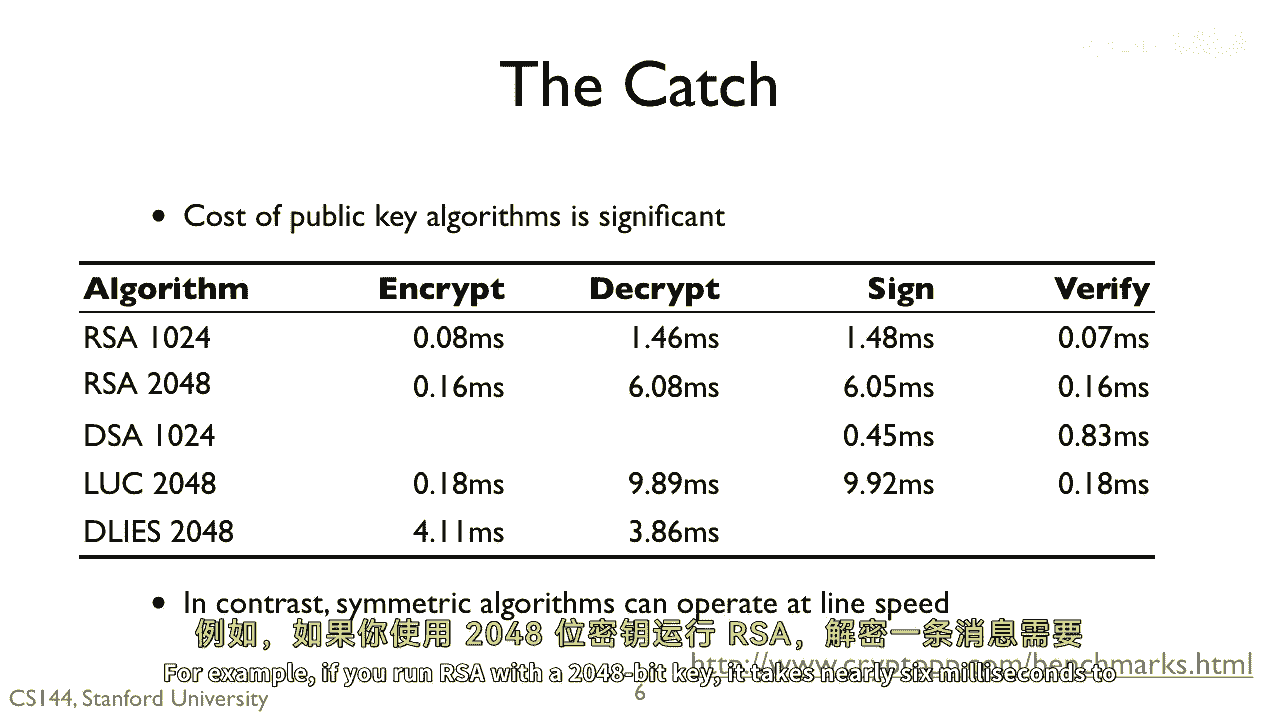 The Catch
• Cost of public key algorithms is significant
Algorithm Encrypt Decrypt Sign Verify
RSA 1024 0.08ms 1.46ms 1.48ms 0.07ms
RSA 2048 0.16ms 6.08ms 6.05ms 0.16ms
DSA 1024 0.45ms 0.83ms
LUC 2048 0.18ms 9.89ms 9.92ms 0.18ms
DLIES 2048 4.11ms 3.86ms
• In contrast, symmetric algorithms can operate at line speed
例如，如果你使用 2048 位密钥运行 RSA，解密一条消息需要
http://www.cryptopp.com/benchmarks.html
For example, if you run RSA with a 2048-bit key, it takes nearly six milliseconds to
CS144, Stanford University
6